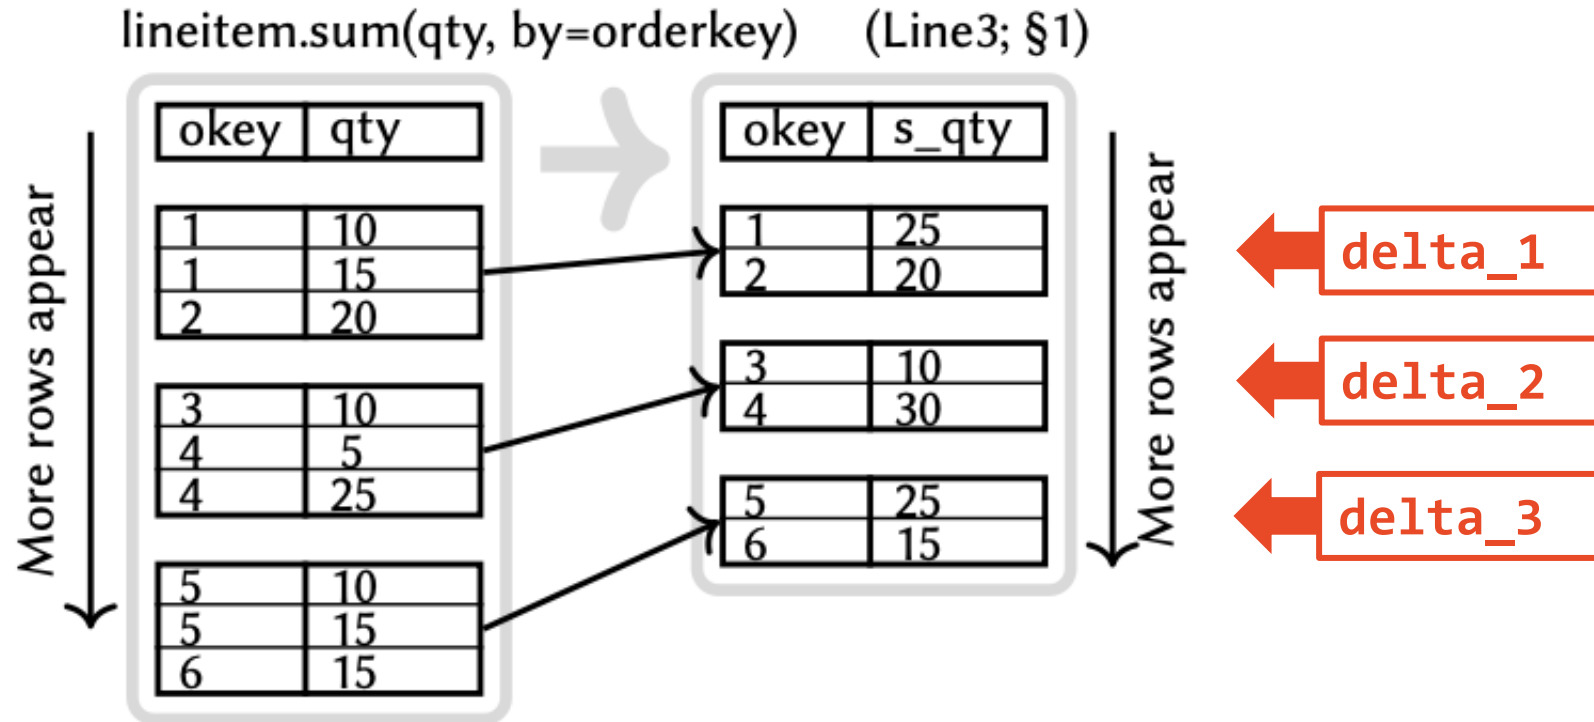 lineitem.sum(qty, by=orderkey) (Line3; §1)
More rows appear
okey qty
1 10
1 15
2 20
3 10
4 5
4 25
5 10
5 15
6 15
okey s_qty
1 25
2 20
3 10
4 30
5 25
6 15
More rows appear
delta_1
delta_2
delta_3